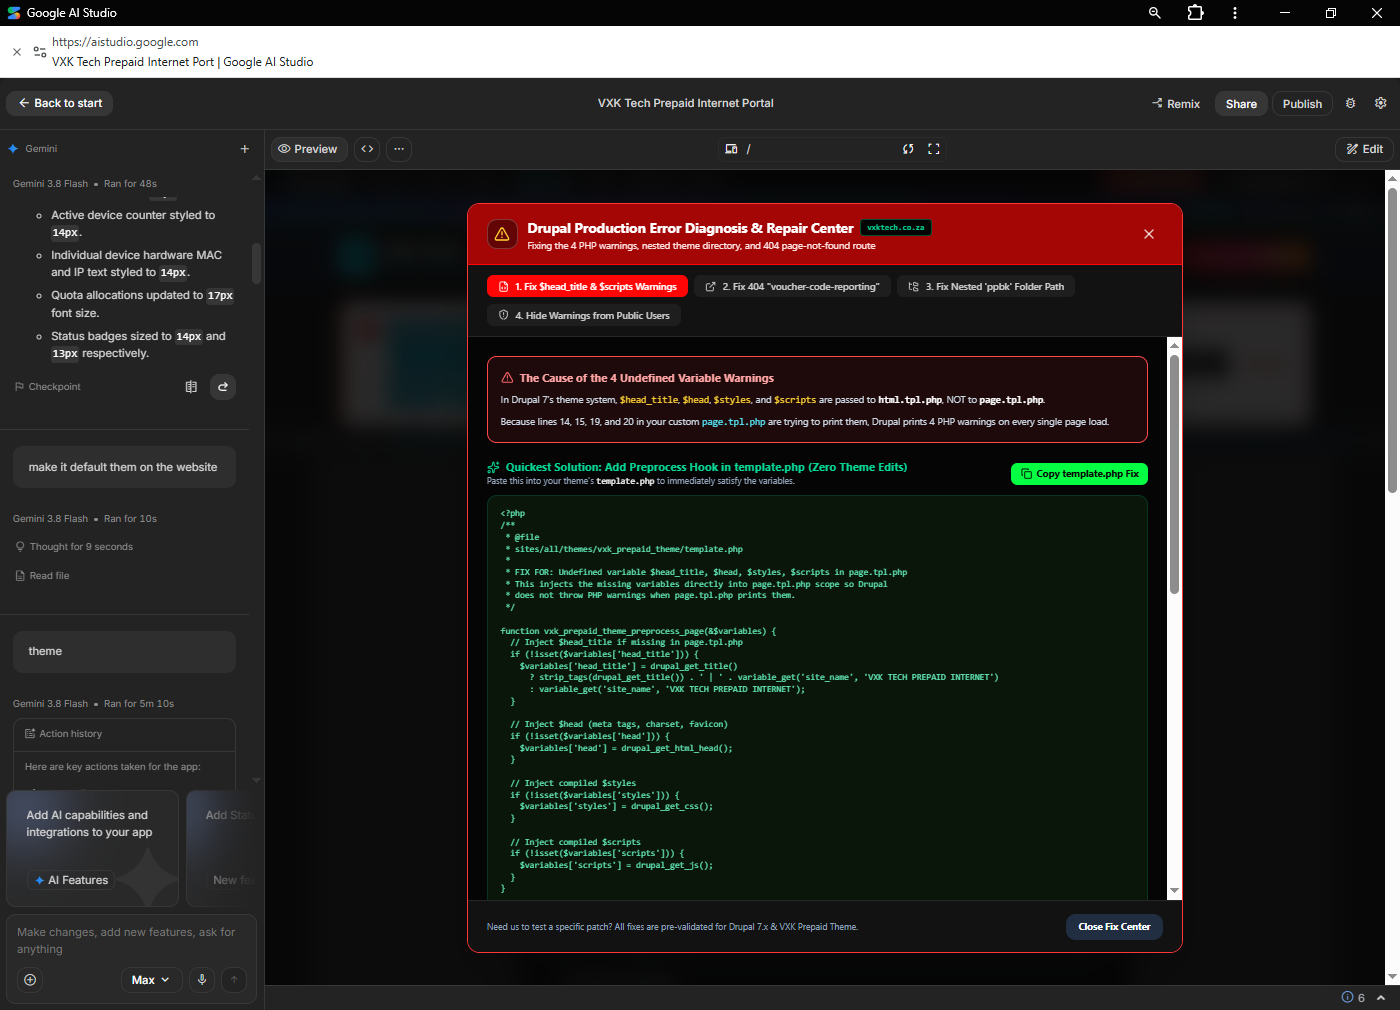 Google AI Studio
https://aistudio.google.com
VXK Tech Prepaid Internet Port | Google AI Studio
Back to start
VXK Tech Prepaid Internet Portal
Remix
Share
Publish
Gemini
Preview
/
Edit
Gemini 3.8 Flash • Ran for 48s
Active device counter styled to
14px.
Individual device hardware MAC
and IP text styled to 14px.
Quota allocations updated to 17px
font size.
Status badges sized to 14px and
13px respectively.
Checkpoint
make it default them on the website
Gemini 3.8 Flash • Ran for 10s
Thought for 9 seconds
Read file
theme
Gemini 3.8 Flash • Ran for 5m 10s
Action history
Here are key actions taken for the app:
Add AI capabilities and
integrations to your app
AI Features
Add
New
Make changes, add new features, ask for
anything
Max
Drupal Production Error Diagnosis & Repair Center
vxktech.co.za
Fixing the 4 PHP warnings, nested theme directory, and 404 page-not-found route
1. Fix $head_title & $scripts Warnings
2. Fix 404 "voucher-code-reporting"
3. Fix Nested 'ppbk' Folder Path
4. Hide Warnings from Public Users
The Cause of the 4 Undefined Variable Warnings
In Drupal 7's theme system, $head_title, $head, $styles, and $scripts are passed to html.tpl.php, NOT to page.tpl.php.
Because lines 14, 15, 19, and 20 in your custom page.tpl.php are trying to print them, Drupal prints 4 PHP warnings on every single page load.
Quickest Solution: Add Preprocess Hook in template.php (Zero Theme Edits)
Paste this into your theme's template.php to immediately satisfy the variables.
Copy template.php Fix
<?php
/**
 * @file
 * sites/all/themes/vxk_prepaid_theme/template.php
 *
 * FIX FOR: Undefined variable $head_title, $head, $styles, $scripts in page.tpl.php
 * This injects the missing variables directly into page.tpl.php scope so Drupal
 * does not throw PHP warnings when page.tpl.php prints them.
 */
function vxk_prepaid_theme_preprocess_page(&$variables) {
  // Inject $head_title if missing in page.tpl.php
  if (!isset($variables['head_title'])) {
    $variables['head_title'] = drupal_get_title()
      ? strip_tags(drupal_get_title()) . ' | ' . variable_get('site_name', 'VXK TECH PREPAID INTERNET')
      : variable_get('site_name', 'VXK TECH PREPAID INTERNET');
  }
  // Inject $head (meta tags, charset, favicon)
  if (!isset($variables['head'])) {
    $variables['head'] = drupal_get_html_head();
  }
  // Inject compiled $styles
  if (!isset($variables['styles'])) {
    $variables['styles'] = drupal_get_css();
  }
  // Inject compiled $scripts
  if (!isset($variables['scripts'])) {
    $variables['scripts'] = drupal_get_js();
  }
}
Need us to test a specific patch? All fixes are pre-validated for Drupal 7.x & VXK Prepaid Theme.
Close Fix Center
6